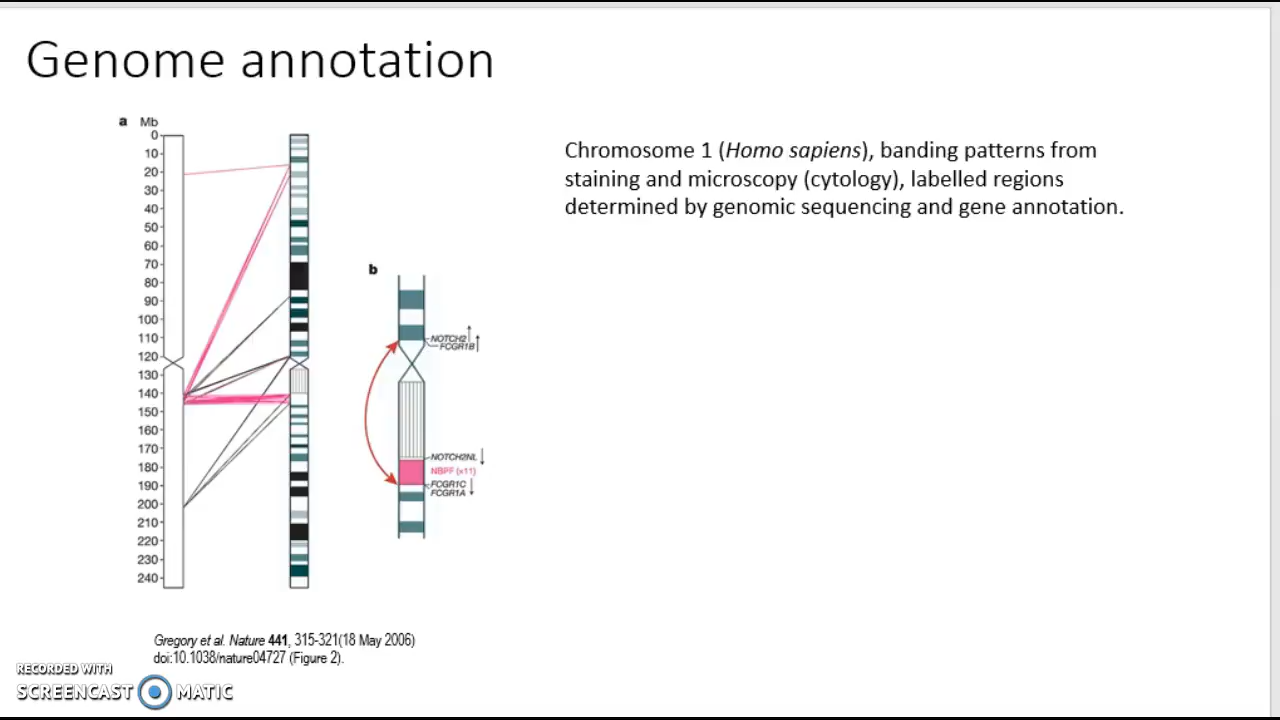 Genome annotation
a Mb
0
10
20
30
40
50
60
70
80
90
100
110
120
130
140
150
160
170
180
190
200
210
220
230
240
b
NOTCH2
FCGR1B
NOTCH2NL
NBPF (x11)
FCGR1C
FCGR1A
Chromosome 1 (Homo sapiens), banding patterns from
staining and microscopy (cytology), labelled regions
determined by genomic sequencing and gene annotation.
Gregory et al. Nature 441, 315-321(18 May 2006)
doi:10.1038/nature04727 (Figure 2).
RECORDED WITH
SCREENCAST MATIC